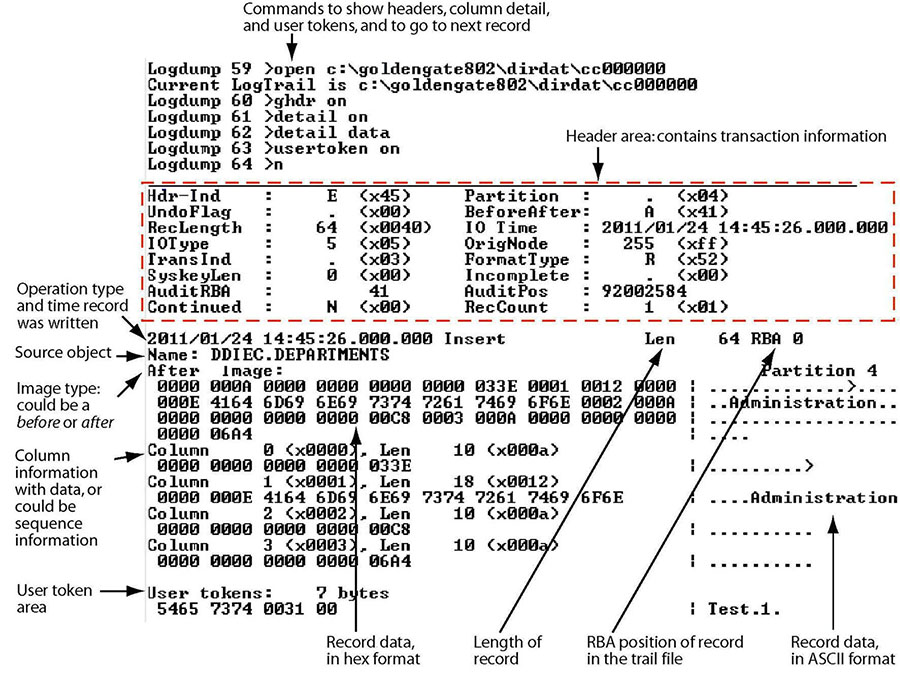 Commands to show headers, column detail,
and user tokens, and to go to next record
Logdump 59 >open c:\goldengate802\dirdat\cc000000
Current LogTrail is c:\goldengate802\dirdat\cc000000
Logdump 60 >ghdr on
Logdump 61 >detail on
Logdump 62 >detail data
Logdump 63 >usertoken on
Logdump 64 >n
Header area: contains transaction information
Hdr-Ind : E (x45) Partition : . (x04)
UndoFlag : . (x00) BeforeAfter: A (x41)
RecLength : 64 (x0040) IO Time : 2011/01/24 14:45:26.000.000
IOType : 5 (x05) OrigNode : 255 (xff)
TransInd : . (x03) FormatType : R (x52)
SyskeyLen : 0 (x00) Incomplete : . (x00)
AuditRBA : 41 AuditPos : 92002584
Continued : N (x00) RecCount : 1 (x01)
Operation type
and time record
was written
2011/01/24 14:45:26.000.000 Insert Len 64 RBA 0
Source object
Name: DDIEC.DEPARTMENTS
After Image: Partition 4
Image type:
could be a
before or after
0000 000A 0000 0000 0000 0000 033E 0001 0012 0000 | .............>......
000E 4164 6D69 6E69 7374 7261 7469 6F6E 0002 000A | ..Administration....
0000 0000 0000 0000 00C8 0003 000A 0000 0000 0000 | ....................
0000 06A4 | ....
Column
information
with data, or
could be
sequence
information
Column 0 (x0000), Len 10 (x000a)
0000 0000 0000 0000 033E | .........>
Column 1 (x0001), Len 18 (x0012)
0000 000E 4164 6D69 6E69 7374 7261 7469 6F6E | ....Administration
Column 2 (x0002), Len 10 (x000a)
0000 0000 0000 0000 00C8 | ..........
Column 3 (x0003), Len 10 (x000a)
0000 0000 0000 0000 06A4 | ..........
User token
area
User tokens: 7 bytes
5465 7374 0031 00 | Test.1.
Record data,
in hex format
Length of
record
RBA position of record
in the trail file
Record data,
in ASCII format